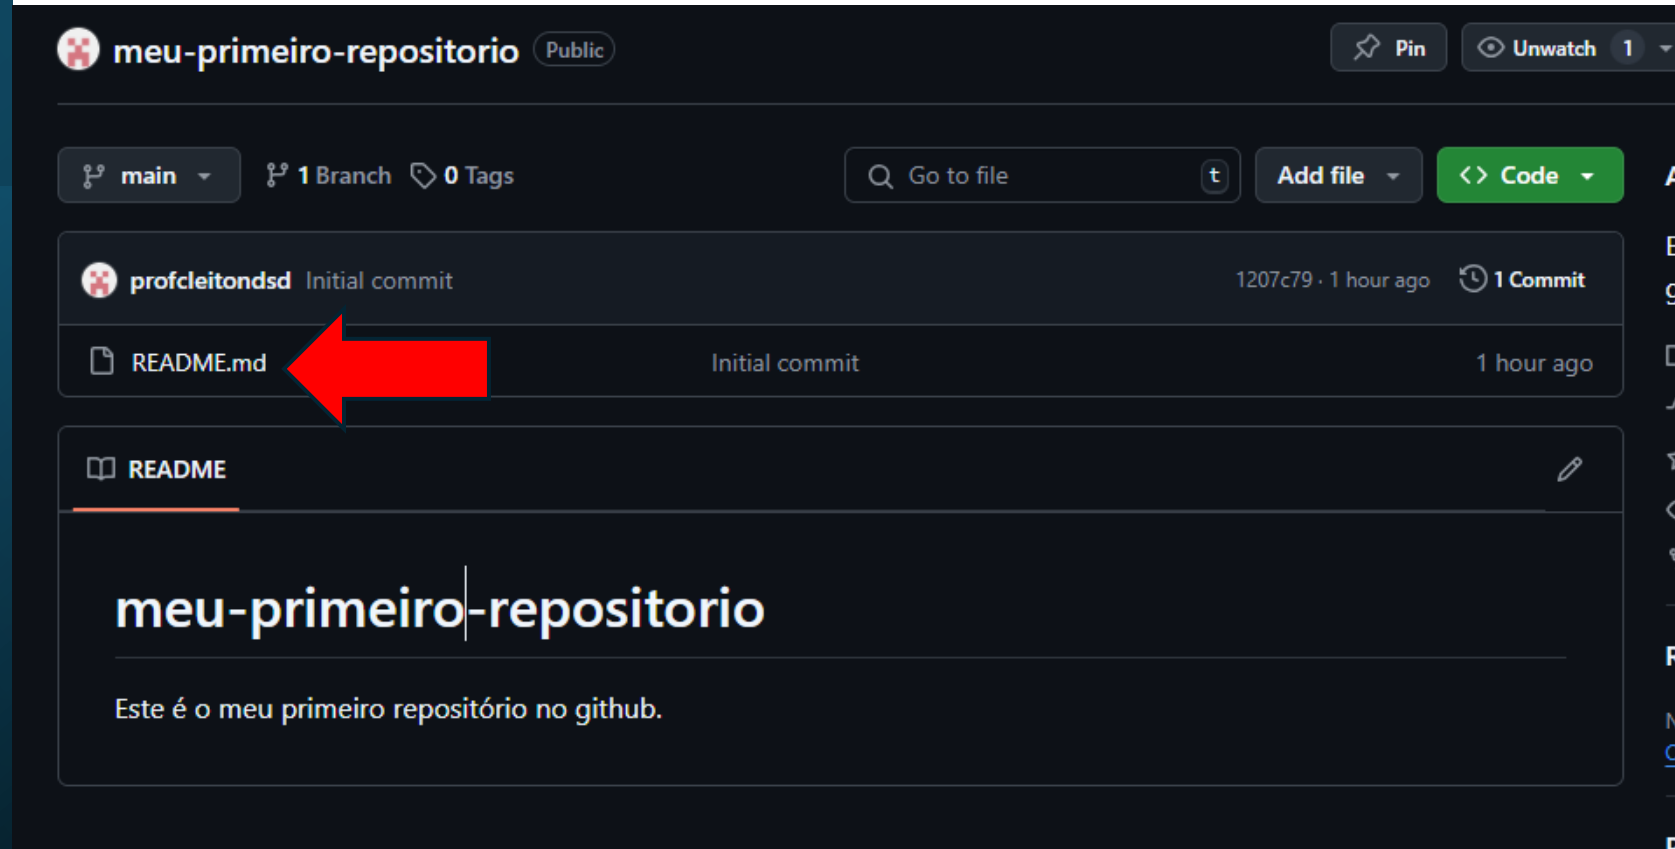 meu-primeiro-repositorio Public Pin Unwatch 1
main 1 Branch 0 Tags Go to file t Add file <> Code
profcleitondsd Initial commit 1207c79 · 1 hour ago 1 Commit
README.md Initial commit 1 hour ago
README
meu-primeiro-repositorio
Este é o meu primeiro repositório no github.